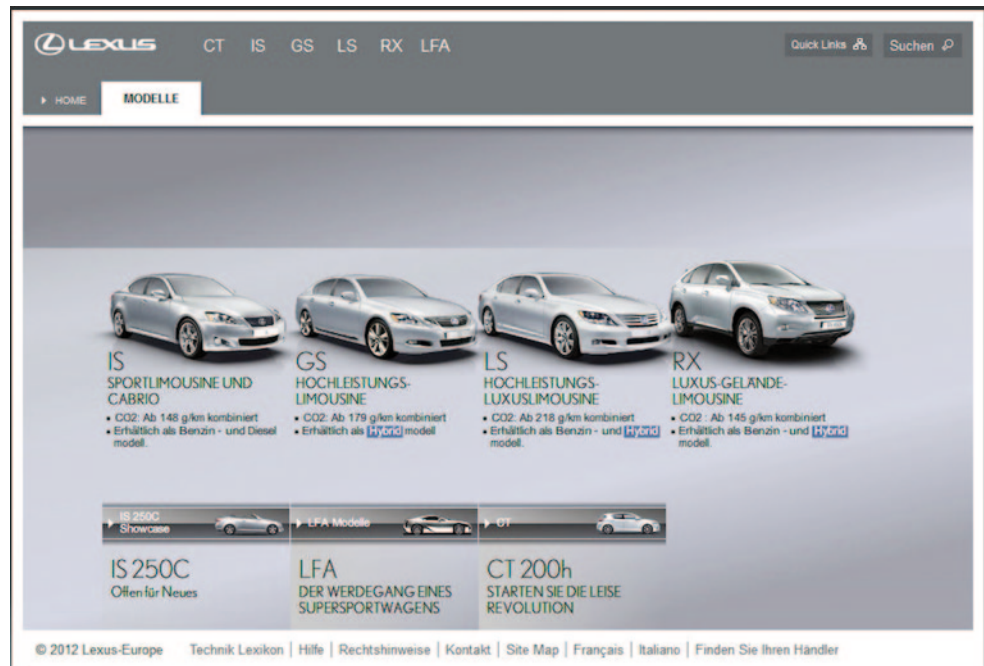 LEXUS CT IS GS LS RX LFA Quick Links Suchen
HOME MODELLE
IS
SPORTLIMOUSINE UND
CABRIO
CO2: Ab 148 g/km kombiniert
Erhältlich als Benzin - und Diesel
modell.
GS
HOCHLEISTUNGS-
LIMOUSINE
CO2: Ab 179 g/km kombiniert
Erhältlich als Hybrid modell
LS
HOCHLEISTUNGS-
LUXUSLIMOUSINE
CO2: Ab 218 g/km kombiniert
Erhältlich als Benzin - und Hybrid
modell.
RX
LUXUS-GELÄNDE-
LIMOUSINE
CO2 : Ab 145 g/km kombiniert
Erhältlich als Benzin - und Hybrid
modell.
IS 250C
Showcase
IS 250C
Offen für Neues
LFA Modelle
LFA
DER WERDEGANG EINES
SUPERSPORTWAGENS
CT
CT 200h
STARTEN SIE DIE LEISE
REVOLUTION
© 2012 Lexus-Europe Technik Lexikon | Hilfe | Rechtshinweise | Kontakt | Site Map | Français | Italiano | Finden Sie Ihren Händler